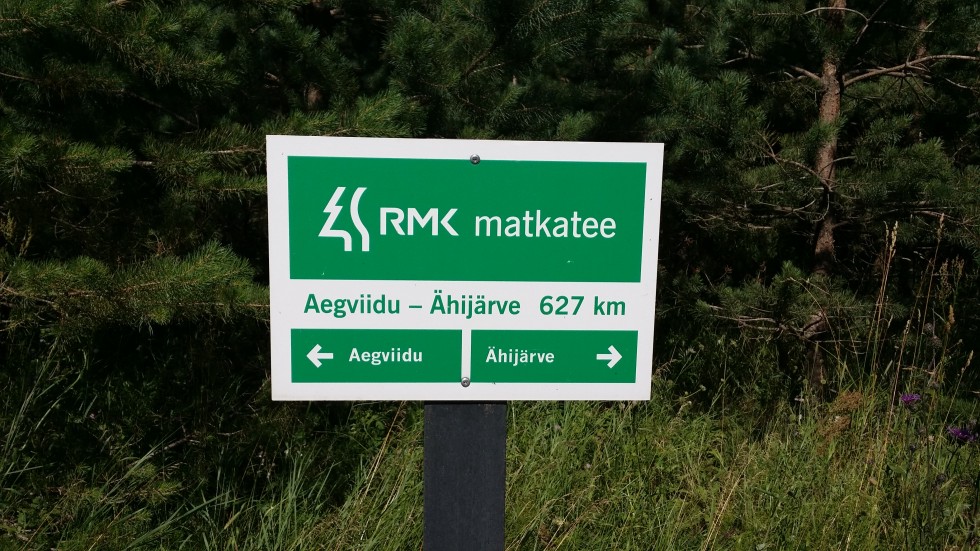 RMK matkatee
Aegviidu – Ähijärve 627 km
← Aegviidu
Ähijärve →